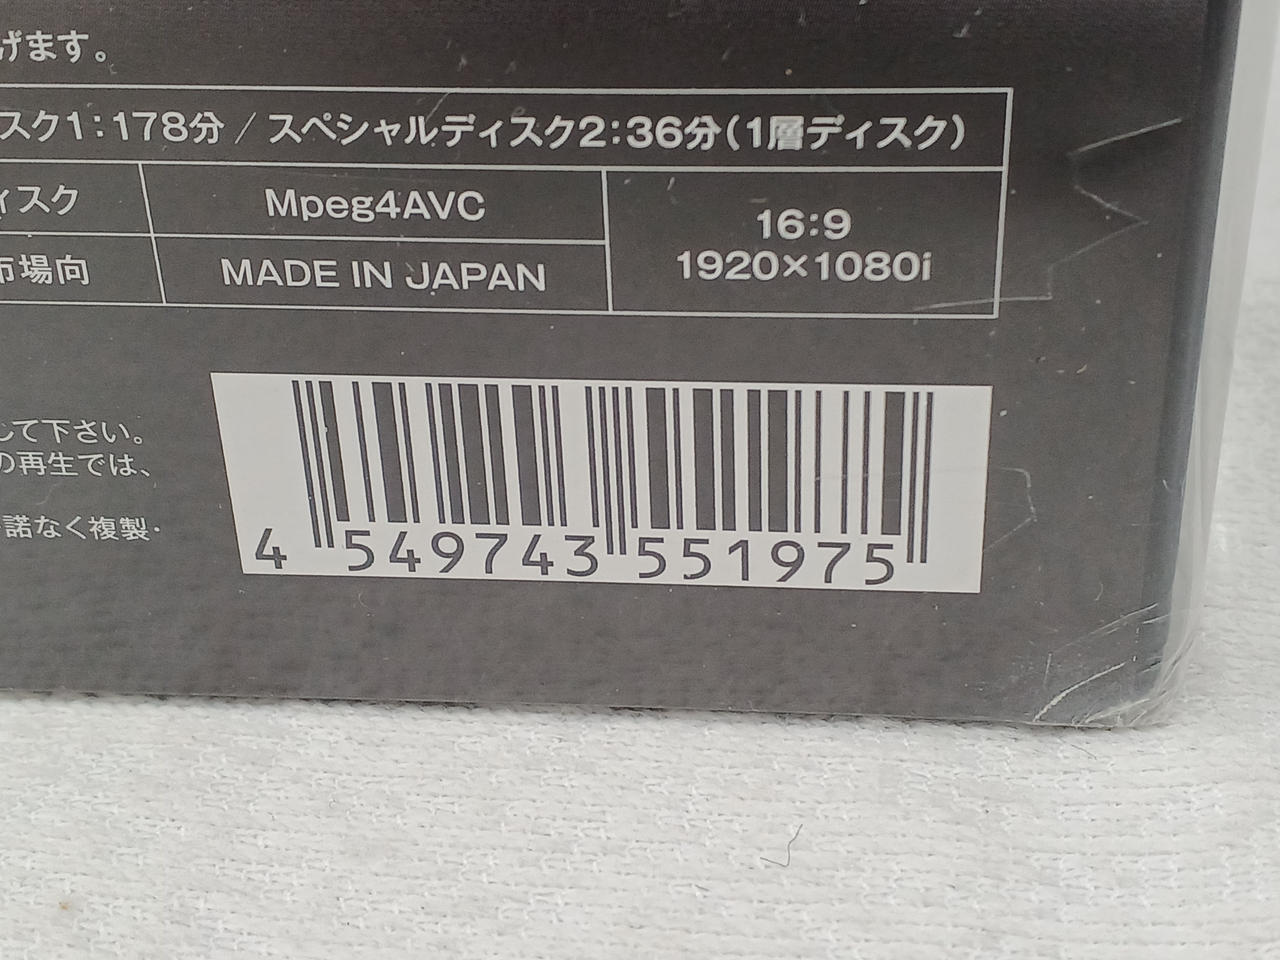 げます。
スク1:178分 / スペシャルディスク2:36分(1層ディスク)
ィスク
Mpeg4AVC
16:9
1920×1080i
市場向
MADE IN JAPAN
して下さい。
の再生では、
諾なく複製・
4 549743 551975